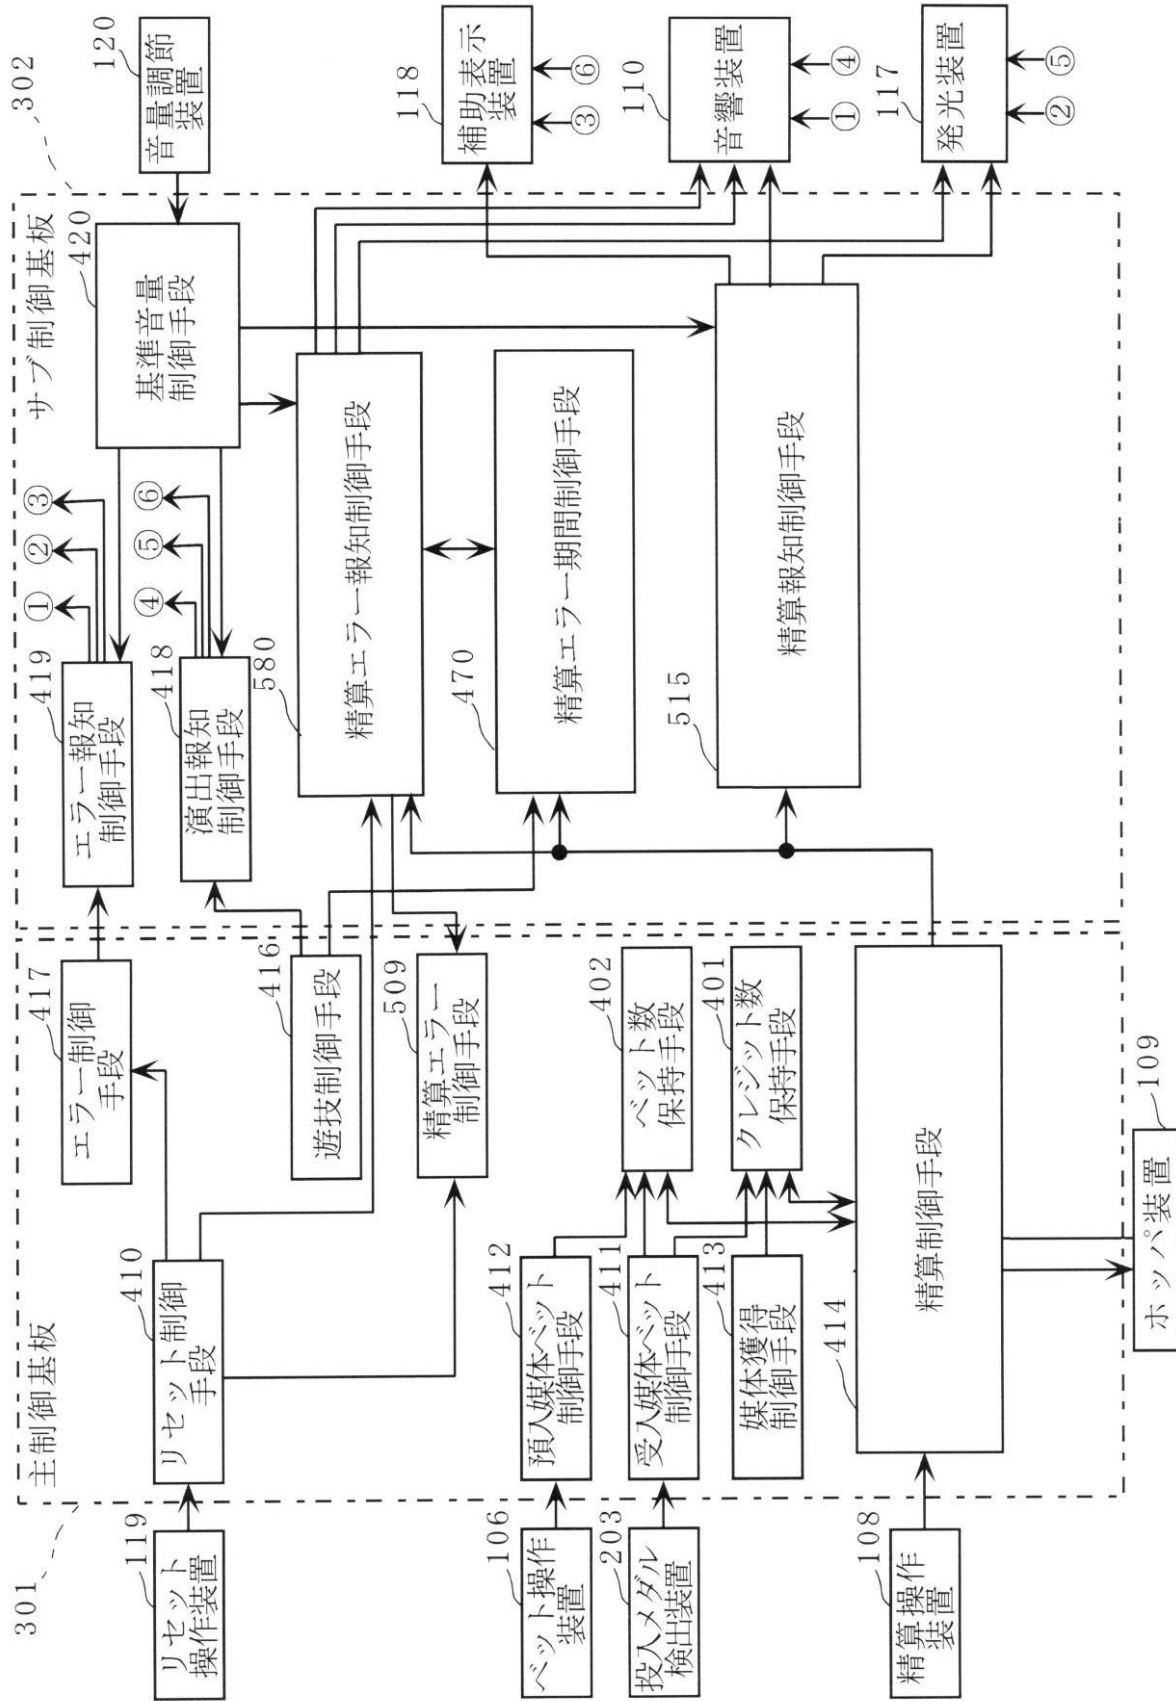 301
主制御基板
302
サブ制御基板
119
リセット
操作装置
410
リセット制御
手段
417
エラー制御
手段
419
エラー報知
制御手段
①
②
③
418
演出報知
制御手段
④
⑤
⑥
420
基準音量
制御手段
120
音量調節
装置
416
遊技制御手段
509
精算エラー
制御手段
580
精算エラー報知制御手段
470
精算エラー期間制御手段
515
精算報知制御手段
118
補助表示
装置
③
⑥
110
音響装置
①
④
117
発光装置
②
⑤
106
ベット操作
装置
412
預入媒体ベット
制御手段
402
ベット数
保持手段
203
投入メダル
検出装置
411
受入媒体ベット
制御手段
401
クレジット数
保持手段
413
媒体獲得
制御手段
108
精算操作
装置
414
精算制御手段
109
ホッパ装置